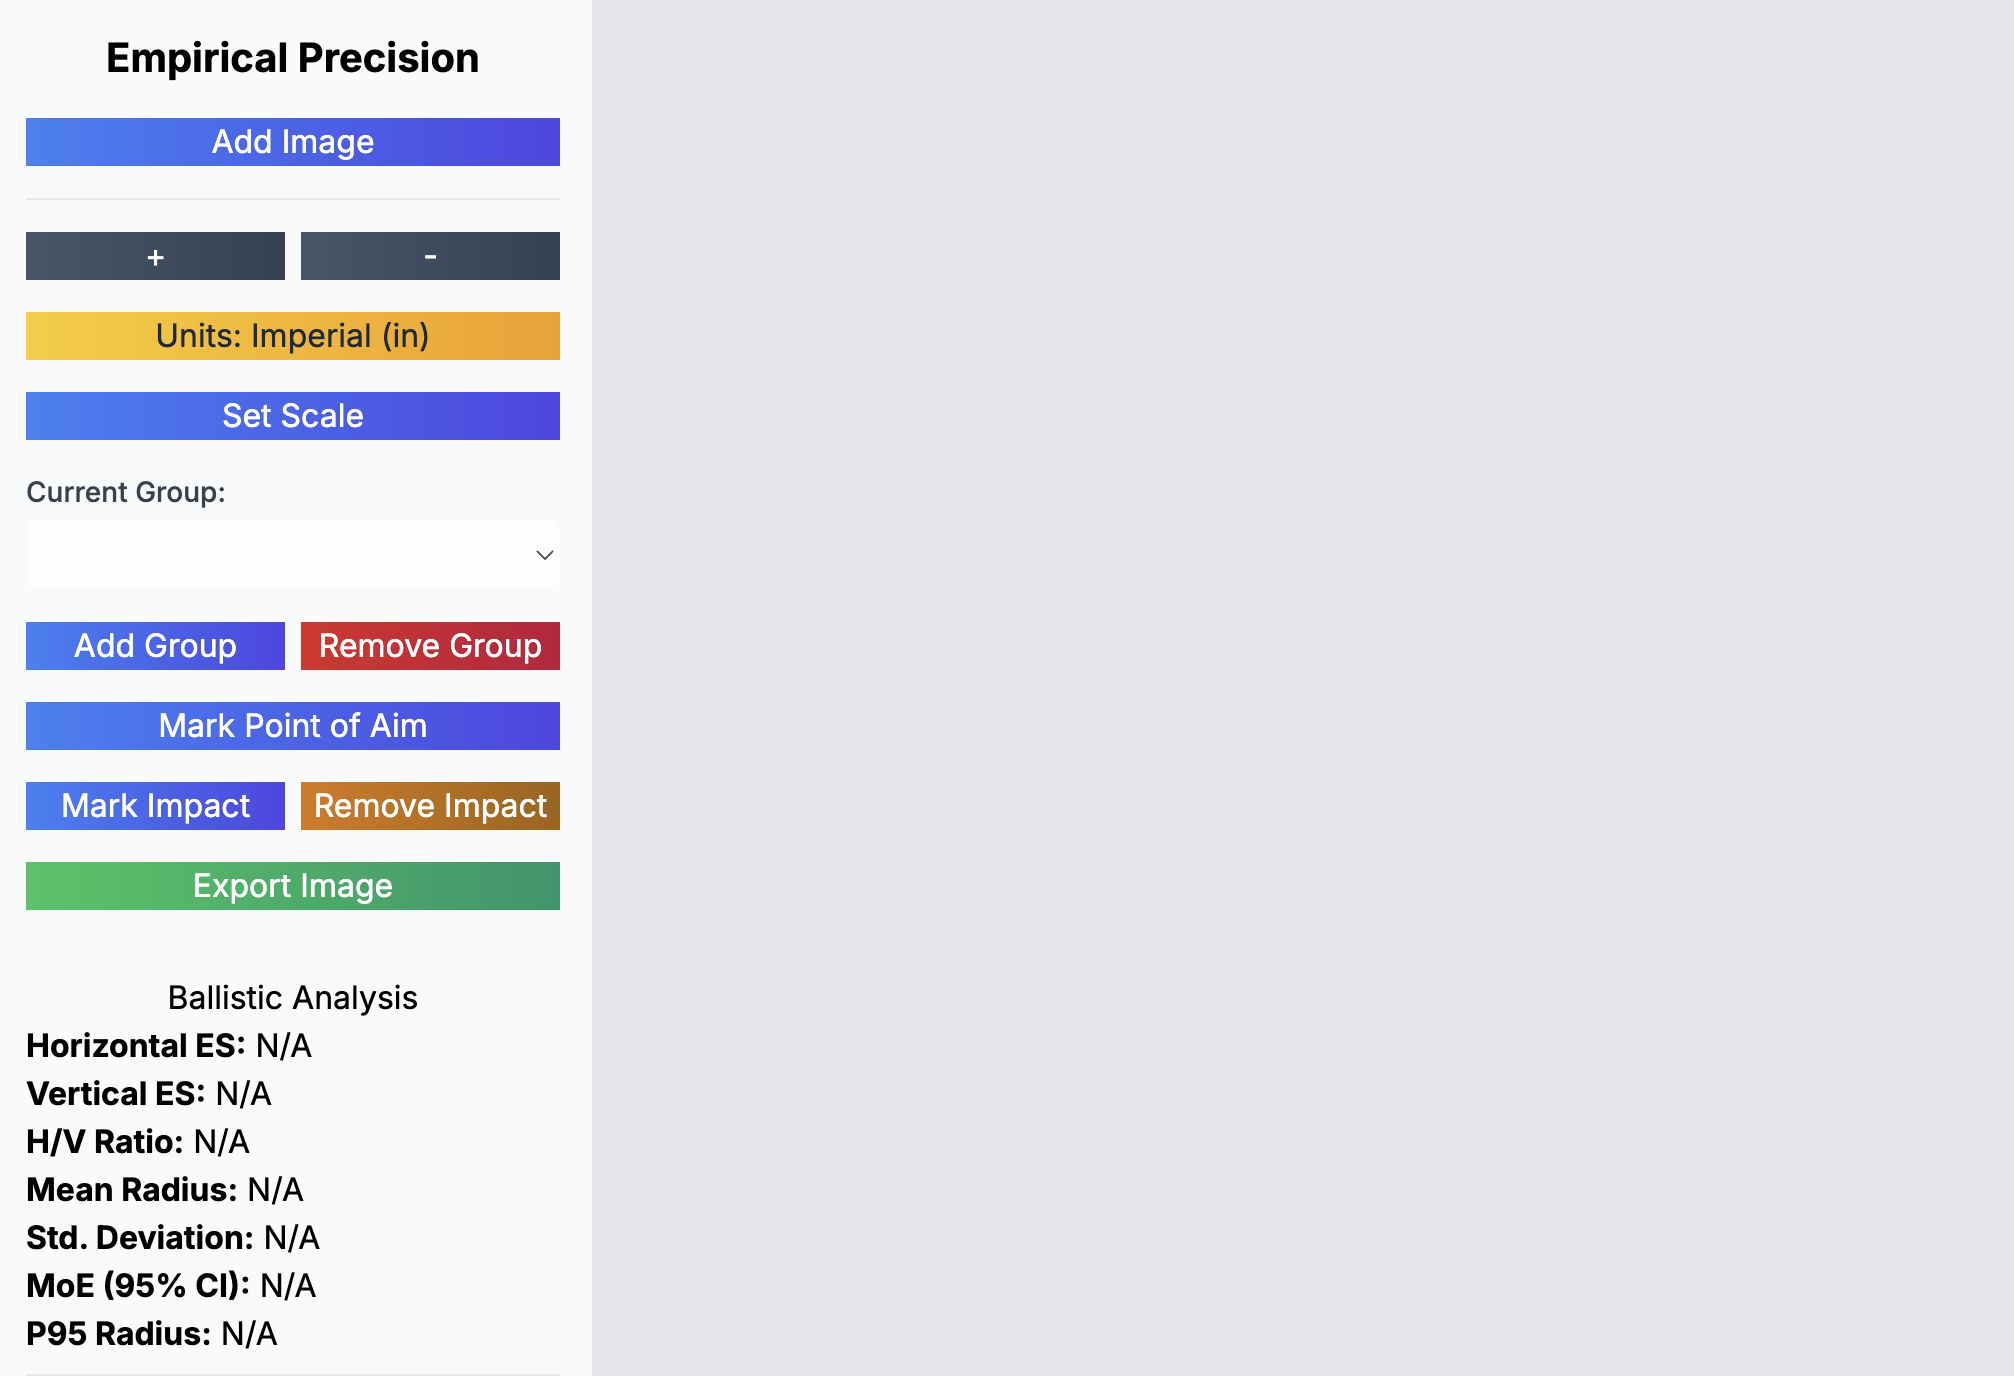 Empirical Precision
Add Image
+ -
Units: Imperial (in)
Set Scale
Current Group:
Add Group Remove Group
Mark Point of Aim
Mark Impact Remove Impact
Export Image
Ballistic Analysis
Horizontal ES: N/A
Vertical ES: N/A
H/V Ratio: N/A
Mean Radius: N/A
Std. Deviation: N/A
MoE (95% CI): N/A
P95 Radius: N/A